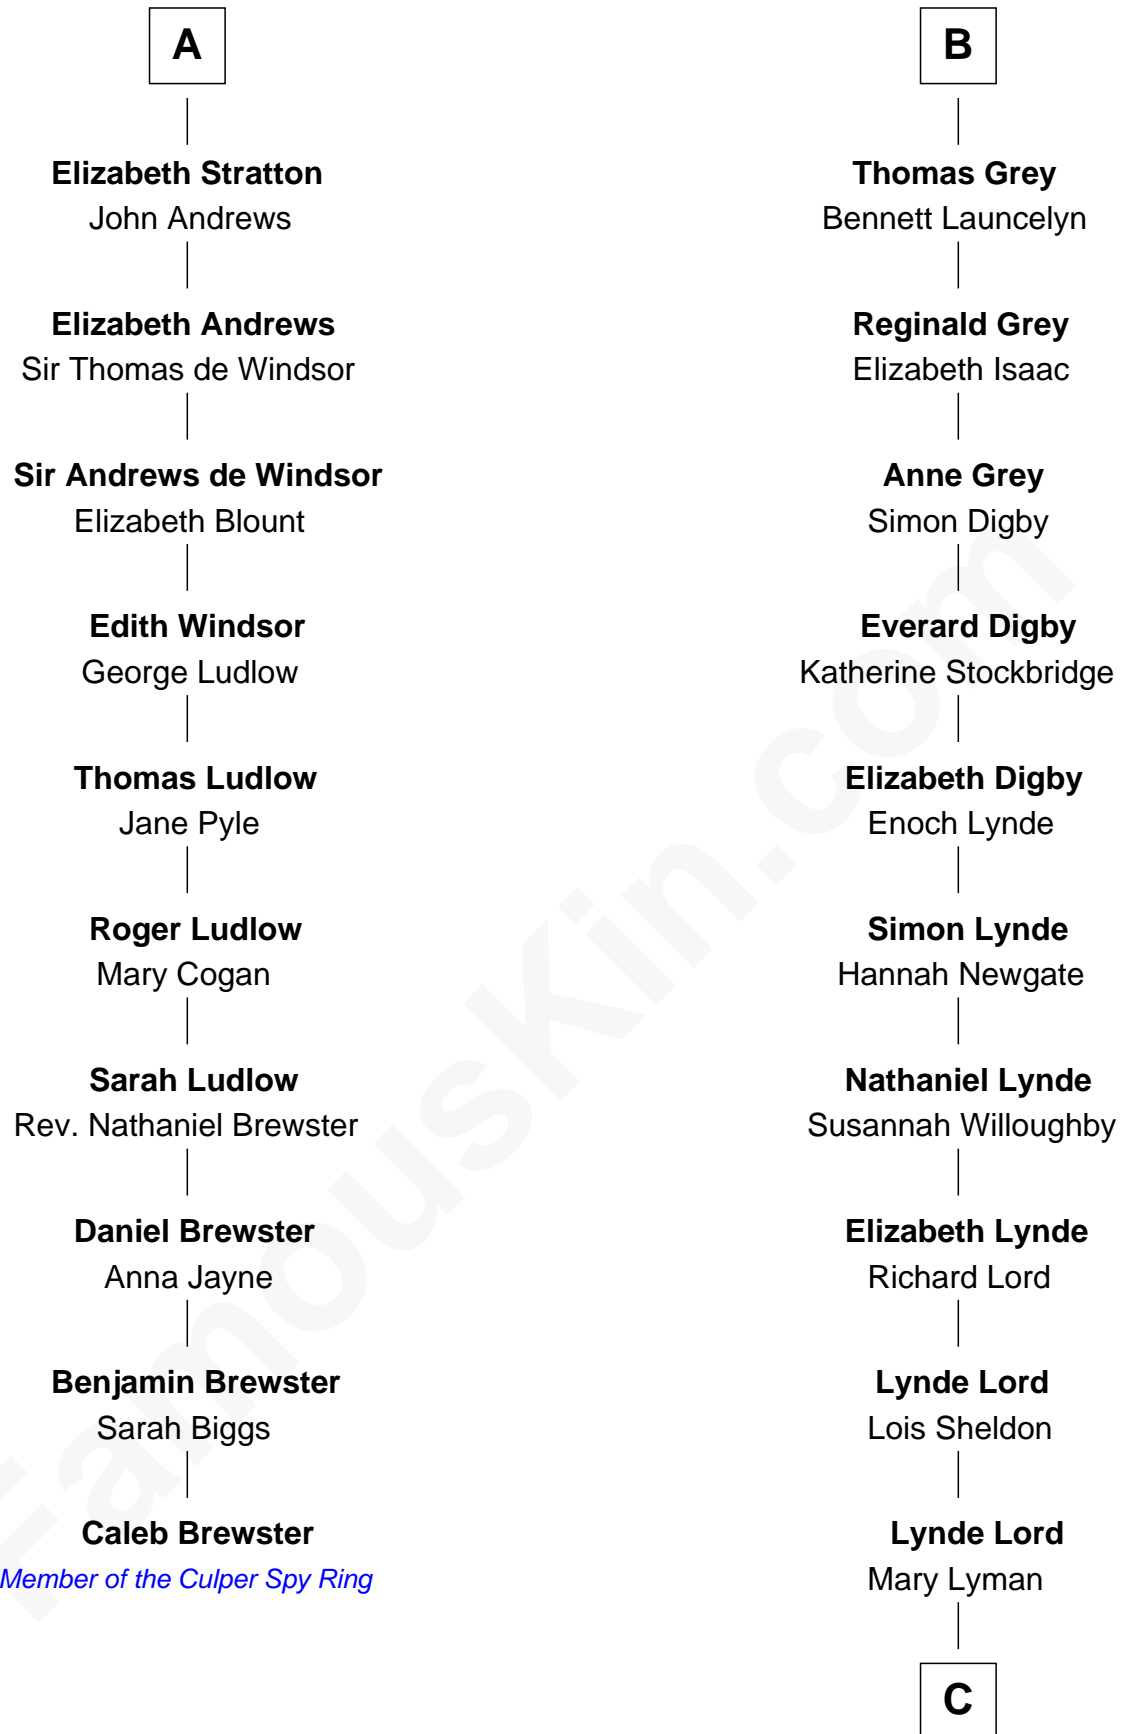 A
Elizabeth Stratton
John Andrews
Elizabeth Andrews
Sir Thomas de Windsor
Sir Andrews de Windsor
Elizabeth Blount
Edith Windsor
George Ludlow
Thomas Ludlow
Jane Pyle
Roger Ludlow
Mary Cogan
Sarah Ludlow
Rev. Nathaniel Brewster
Daniel Brewster
Anna Jayne
Benjamin Brewster
Sarah Biggs
Caleb Brewster
Member of the Culper Spy Ring
B
Thomas Grey
Bennett Launcelyn
Reginald Grey
Elizabeth Isaac
Anne Grey
Simon Digby
Everard Digby
Katherine Stockbridge
Elizabeth Digby
Enoch Lynde
Simon Lynde
Hannah Newgate
Nathaniel Lynde
Susannah Willoughby
Elizabeth Lynde
Richard Lord
Lynde Lord
Lois Sheldon
Lynde Lord
Mary Lyman
C
FamousKin.com